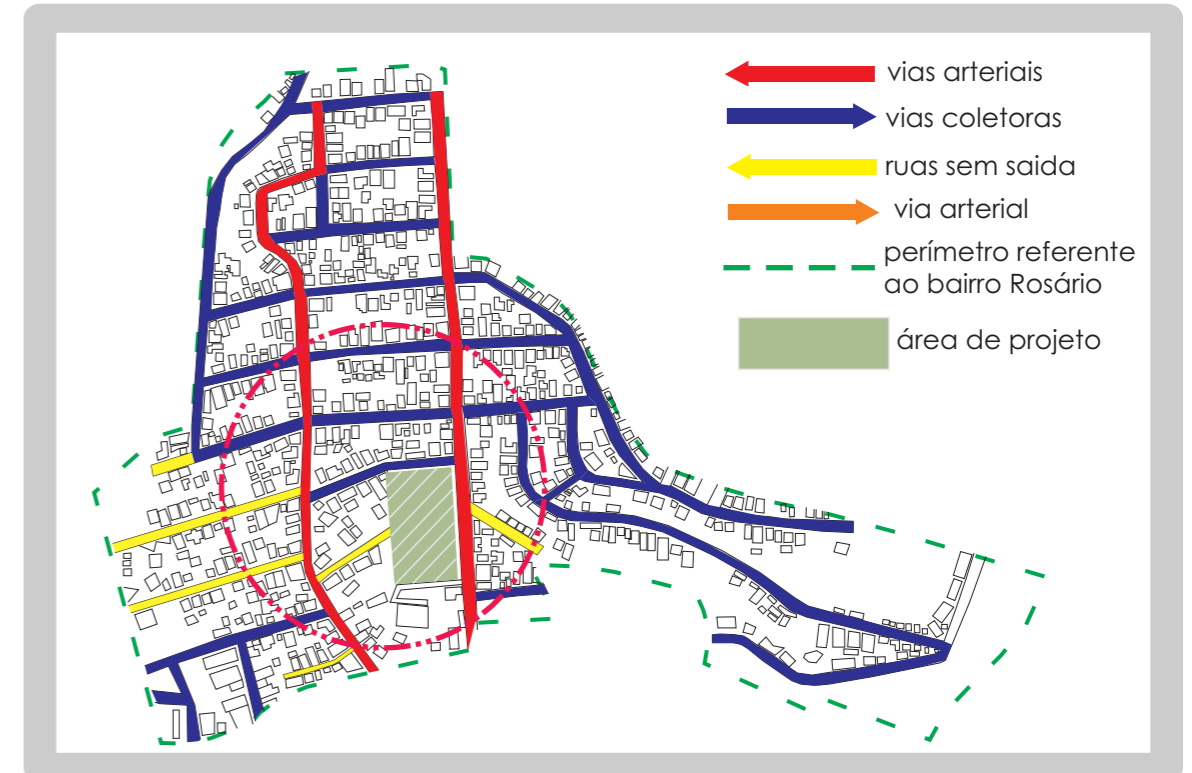 vias arteriais
vias coletoras
ruas sem saida
via arterial
perímetro referente
ao bairro Rosário
área de projeto